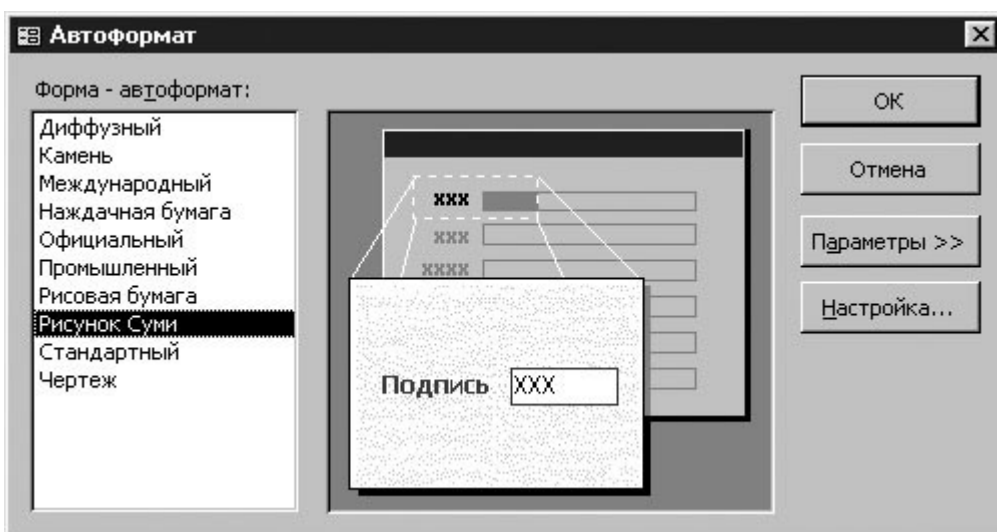 Автоформат
Форма - автоформат:
Диффузный
Камень
Международный
Наждачная бумага
Официальный
Промышленный
Рисовая бумага
Рисунок Суми
Стандартный
Чертеж
xxx
xxx
xxxx
Подпись XXX
ОК
Отмена
Параметры >>
Настройка...